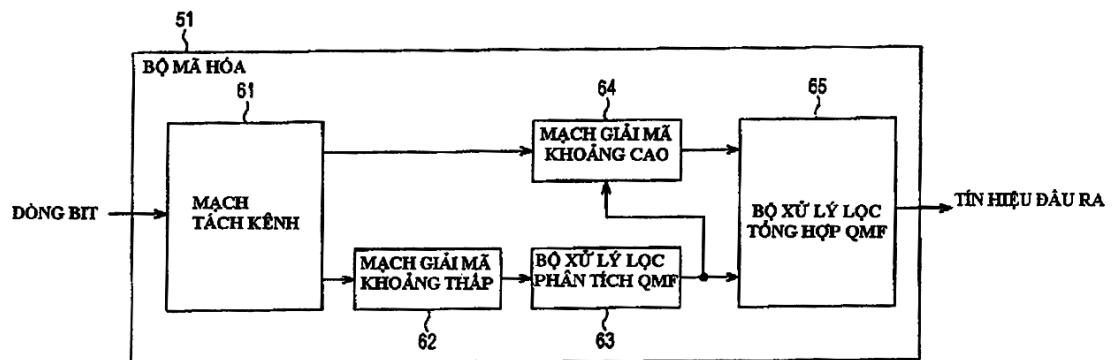 51
BỘ MÃ HÓA
61
64
65
MẠCH GIẢI MÃ
KHOẢNG CAO
DÒNG BIT
MẠCH
TÁCH KÊNH
BỘ XỬ LÝ LỌC
TỔNG HỢP QMF
TÍN HIỆU ĐẦU RA
MẠCH GIẢI MÃ
KHOẢNG THẤP
BỘ XỬ LÝ LỌC
PHÂN TÍCH QMF
62
63